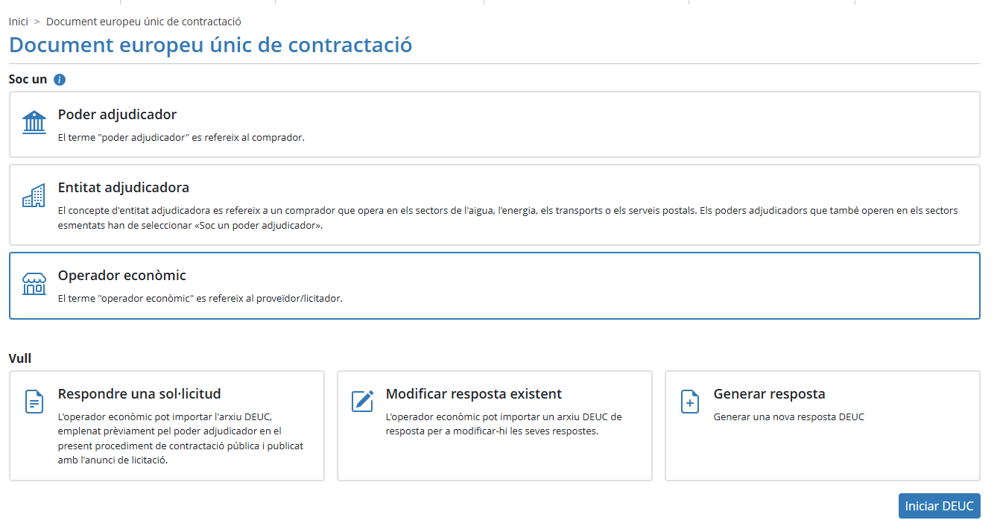 Inici > Document europeu únic de contractació
Document europeu únic de contractació
Soc un i
Poder adjudicador
El terme "poder adjudicador" es refereix al comprador.
Entitat adjudicadora
El concepte d'entitat adjudicadora es refereix a un comprador que opera en els sectors de l'aigua, l'energia, els transports o els serveis postals. Els poders adjudicadors que també operen en els sectors
esmentats han de seleccionar «Soc un poder adjudicador».
Operador econòmic
El terme "operador econòmic" es refereix al proveïdor/licitador.
Vull
Respondre una sol·licitud
L'operador econòmic pot importar l'arxiu DEUC,
emplenat prèviament pel poder adjudicador en el
present procediment de contractació pública i publicat
amb l'anunci de licitació.
Modificar resposta existent
L'operador econòmic pot importar un arxiu DEUC de
resposta per a modificar-hi les seves respostes.
Generar resposta
Generar una nova resposta DEUC
Iniciar DEUC